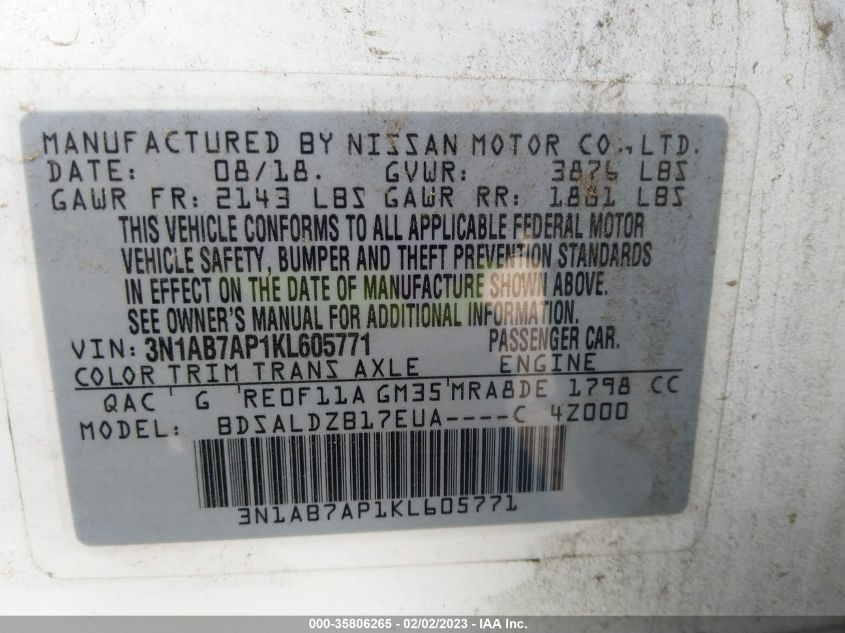 MANUFACTURED BY NISSAN MOTOR CO., LTD.
DATE: 08/18. GVWR: 3876 LBS
GAWR FR: 2143 LBS GAWR RR: 1881 LBS
THIS VEHICLE CONFORMS TO ALL APPLICABLE FEDERAL MOTOR
VEHICLE SAFETY, BUMPER AND THEFT PREVENTION STANDARDS
IN EFFECT ON THE DATE OF MANUFACTURE SHOWN ABOVE.
SEE OWNER'S MANUAL FOR ADDITIONAL INFORMATION.
VIN: 3N1AB7AP1KL605771 PASSENGER CAR.
COLOR TRIM TRANS AXLE ENGINE
QAC G RE0F11A GM35 MRA8DE 1798 CC
MODEL: BDSALDZB17EUA----C 4Z000
3N1AB7AP1KL605771
000-35806265 - 02/02/2023 - IAA Inc.